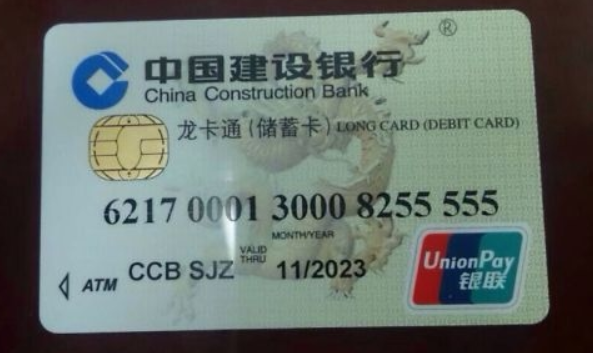 ®
中国建设银行
China Construction Bank
龙卡通(储蓄卡) LONG CARD (DEBIT CARD)
6217 0001 3000 8255 555
MONTH/YEAR
VALID
THRU
ATM CCB SJZ 11/2023
UnionPay
银联